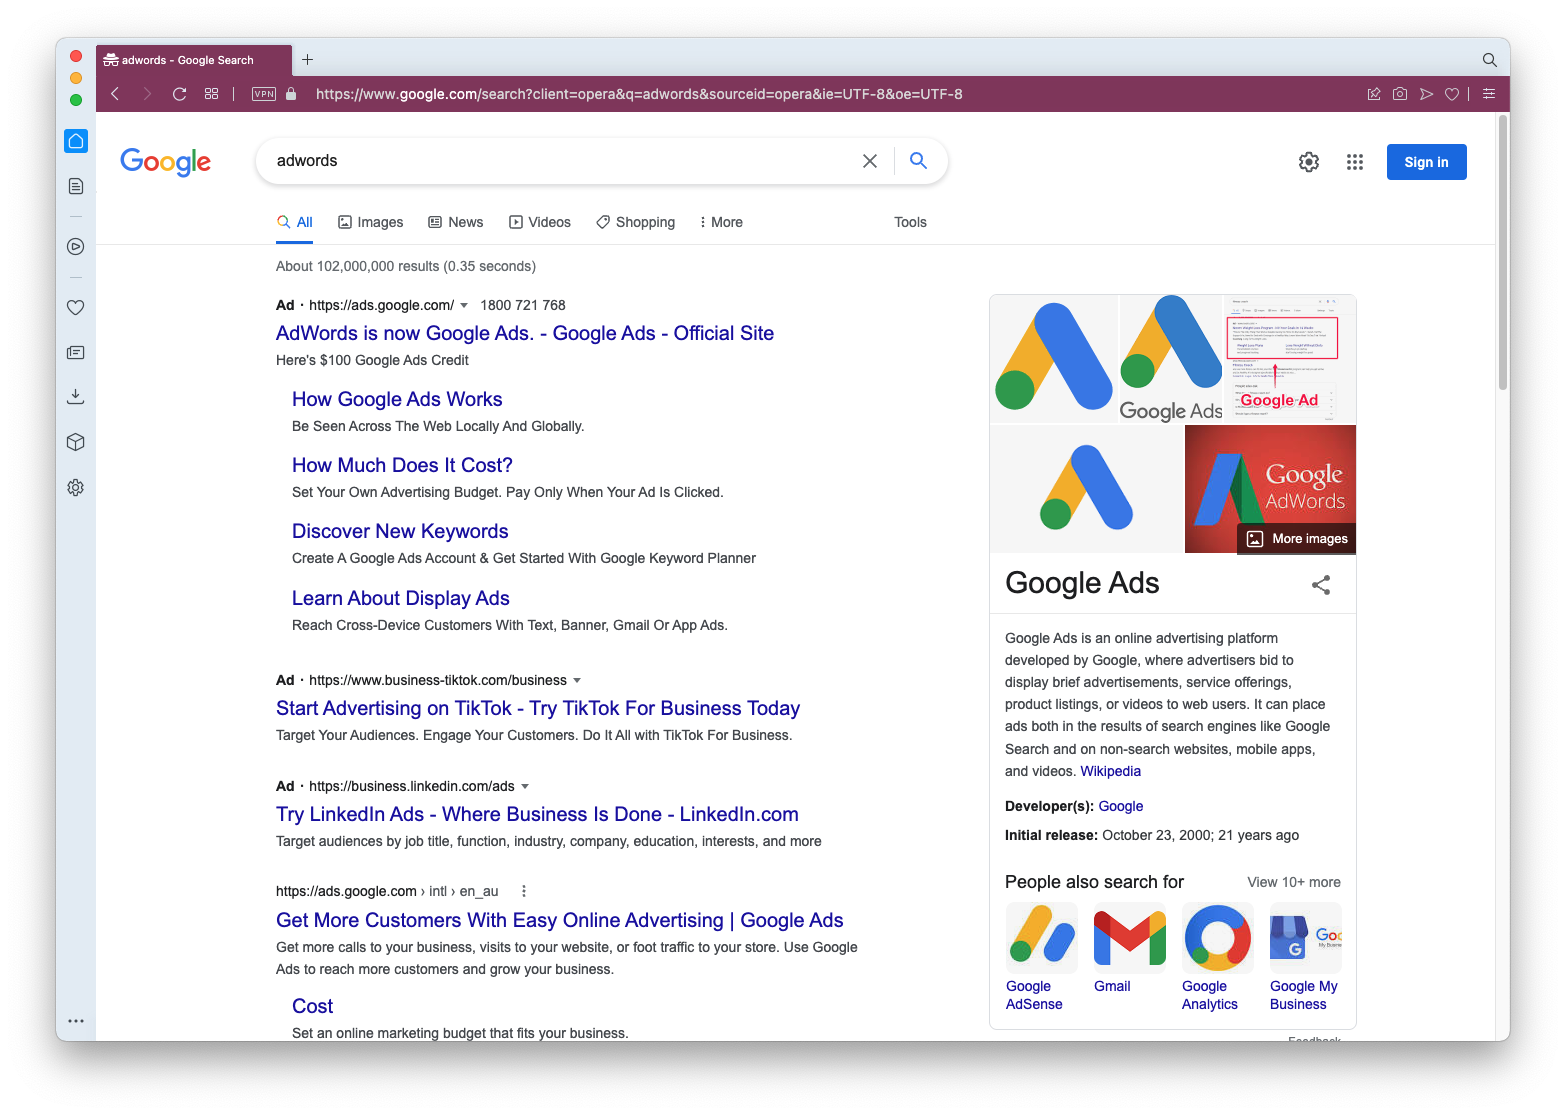 adwords - Google Search
VPN
https://www.google.com/search?client=opera&q=adwords&sourceid=opera&ie=UTF-8&oe=UTF-8
Google
adwords
Sign in
All
Images
News
Videos
Shopping
More
Tools
About 102,000,000 results (0.35 seconds)
Ad · https://ads.google.com/ 1800 721 768
AdWords is now Google Ads. - Google Ads - Official Site
Here's $100 Google Ads Credit
How Google Ads Works
Be Seen Across The Web Locally And Globally.
How Much Does It Cost?
Set Your Own Advertising Budget. Pay Only When Your Ad Is Clicked.
Discover New Keywords
Create A Google Ads Account & Get Started With Google Keyword Planner
Learn About Display Ads
Reach Cross-Device Customers With Text, Banner, Gmail Or App Ads.
Ad · https://www.business-tiktok.com/business
Start Advertising on TikTok - Try TikTok For Business Today
Target Your Audiences. Engage Your Customers. Do It All with TikTok For Business.
Ad · https://business.linkedin.com/ads
Try LinkedIn Ads - Where Business Is Done - LinkedIn.com
Target audiences by job title, function, industry, company, education, interests, and more
https://ads.google.com › intl › en_au
Get More Customers With Easy Online Advertising | Google Ads
Get more calls to your business, visits to your website, or foot traffic to your store. Use Google
Ads to reach more customers and grow your business.
Cost
Set an online marketing budget that fits your business.
Google Ads
Google Ad
Google
AdWords
More images
Google Ads
Google Ads is an online advertising platform
developed by Google, where advertisers bid to
display brief advertisements, service offerings,
product listings, or videos to web users. It can place
ads both in the results of search engines like Google
Search and on non-search websites, mobile apps,
and videos. Wikipedia
Developer(s): Google
Initial release: October 23, 2000; 21 years ago
People also search for
View 10+ more
G
Google
AdSense
Gmail
Google
Analytics
Google My
Business
Feedback